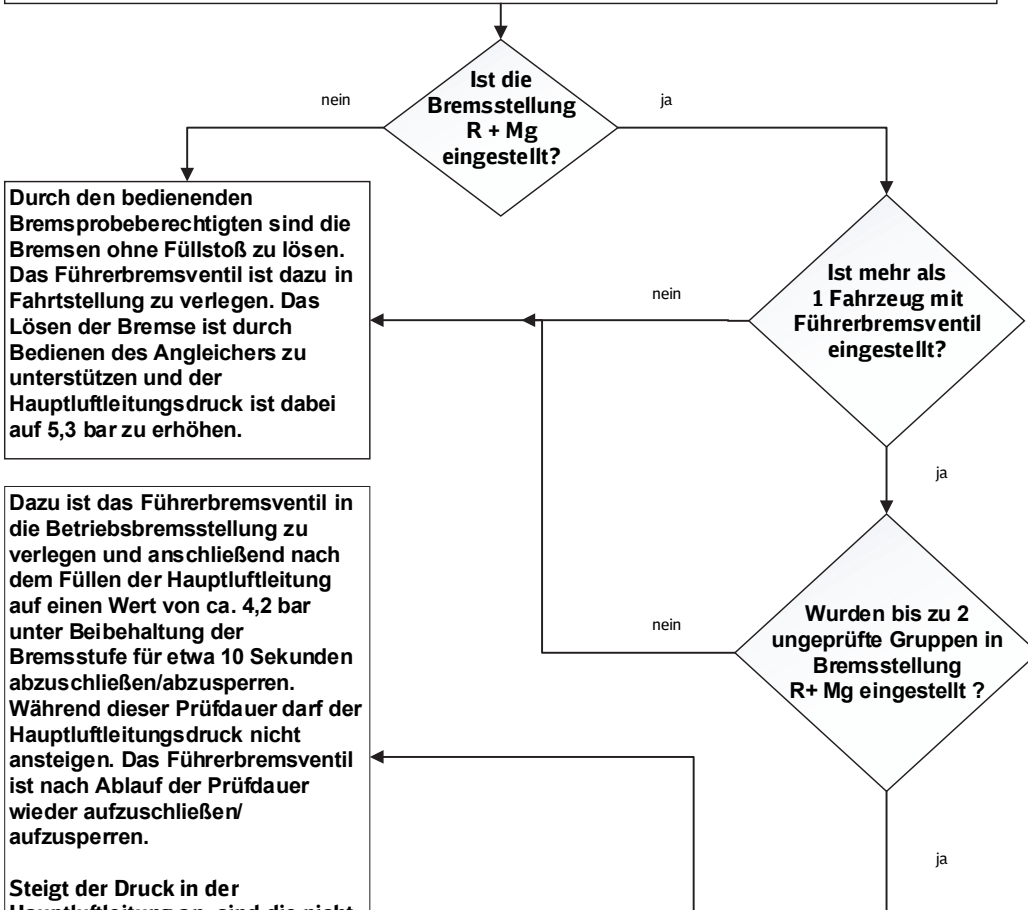 Ist die
Bremsstellung
R + Mg
eingestellt?
nein
ja
Durch den bedienenden
Bremsprobeberechtigten sind die
Bremsen ohne Füllstoß zu lösen.
Das Führerbremsventil ist dazu in
Fahrtstellung zu verlegen. Das
Lösen der Bremse ist durch
Bedienen des Angleichers zu
unterstützen und der
Hauptluftleitungsdruck ist dabei
auf 5,3 bar zu erhöhen.
Ist mehr als
1 Fahrzeug mit
Führerbremsventil
eingestellt?
nein
ja
Dazu ist das Führerbremsventil in
die Betriebsbremsstellung zu
verlegen und anschließend nach
dem Füllen der Hauptluftleitung
auf einen Wert von ca. 4,2 bar
unter Beibehaltung der
Bremsstufe für etwa 10 Sekunden
abzuschließen/abzusperren.
Während dieser Prüfdauer darf der
Hauptluftleitungsdruck nicht
ansteigen. Das Führerbremsventil
ist nach Ablauf der Prüfdauer
wieder aufzuschließen/
aufzusperren.
Wurden bis zu 2
ungeprüfte Gruppen in
Bremsstellung
R+ Mg eingestellt ?
nein
ja
Steigt der Druck in der
Hauptluftleitung an, sind die nicht